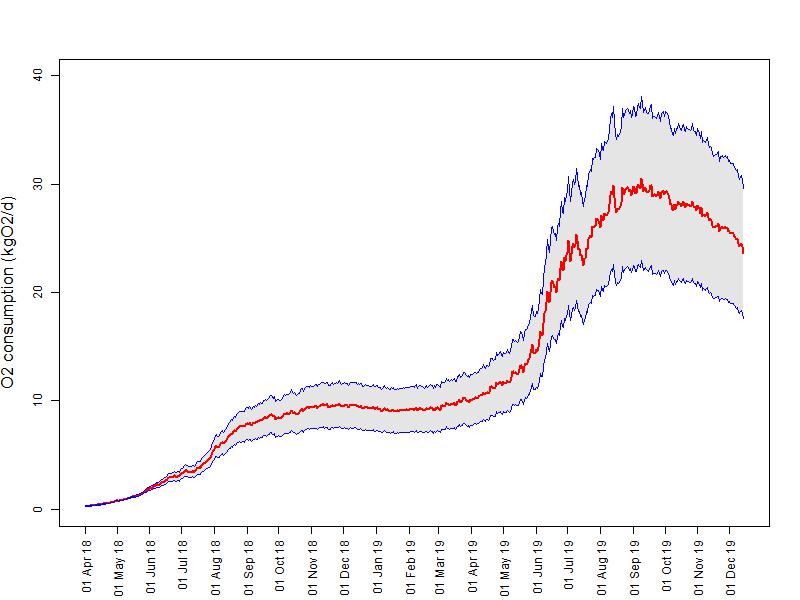 40
30
20
10
0
O2 consumption (kgO2/d)
01 Apr 18
01 May 18
01 Jun 18
01 Jul 18
01 Aug 18
01 Sep 18
01 Oct 18
01 Nov 18
01 Dec 18
01 Jan 19
01 Feb 19
01 Mar 19
01 Apr 19
01 May 19
01 Jun 19
01 Jul 19
01 Aug 19
01 Sep 19
01 Oct 19
01 Nov 19
01 Dec 19